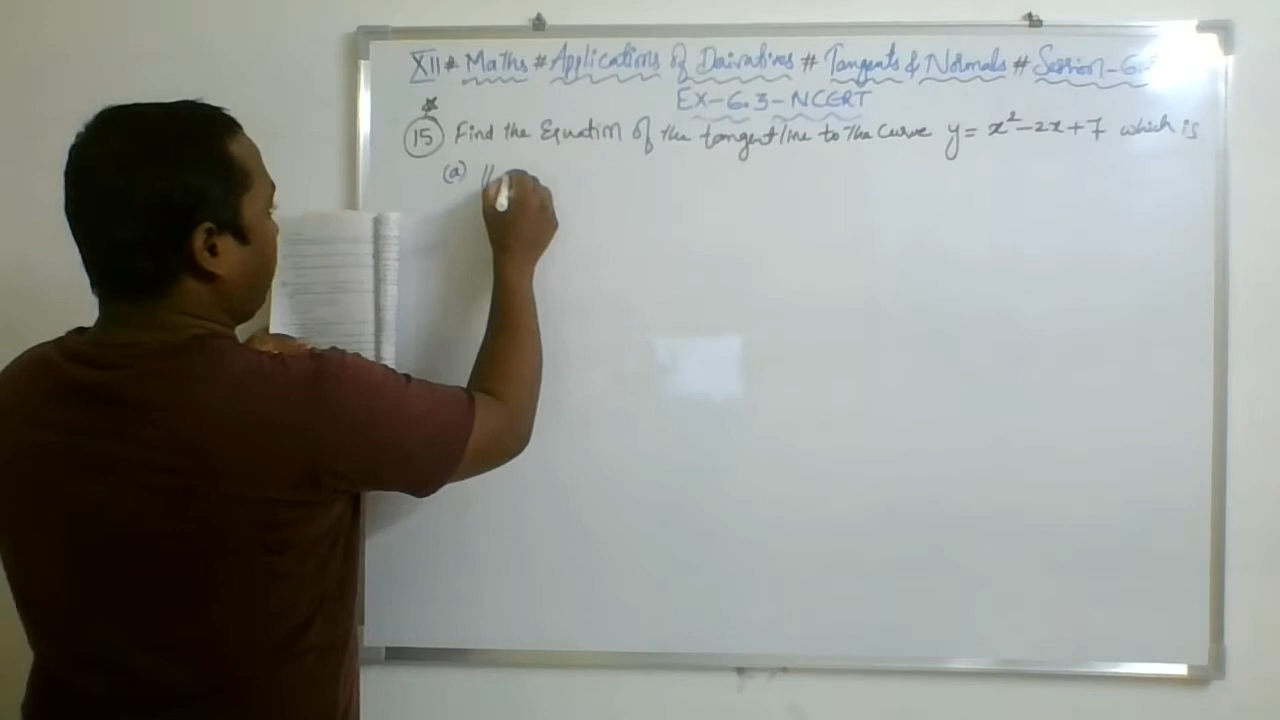 XII # Maths # Applications of Dairvatives # Tangents & Normals # Session - 6.
EX - 6.3 - NCERT
15 Find the Equation of the tangent line to the curve y = x² - 2x + 7 which is
(a) ||